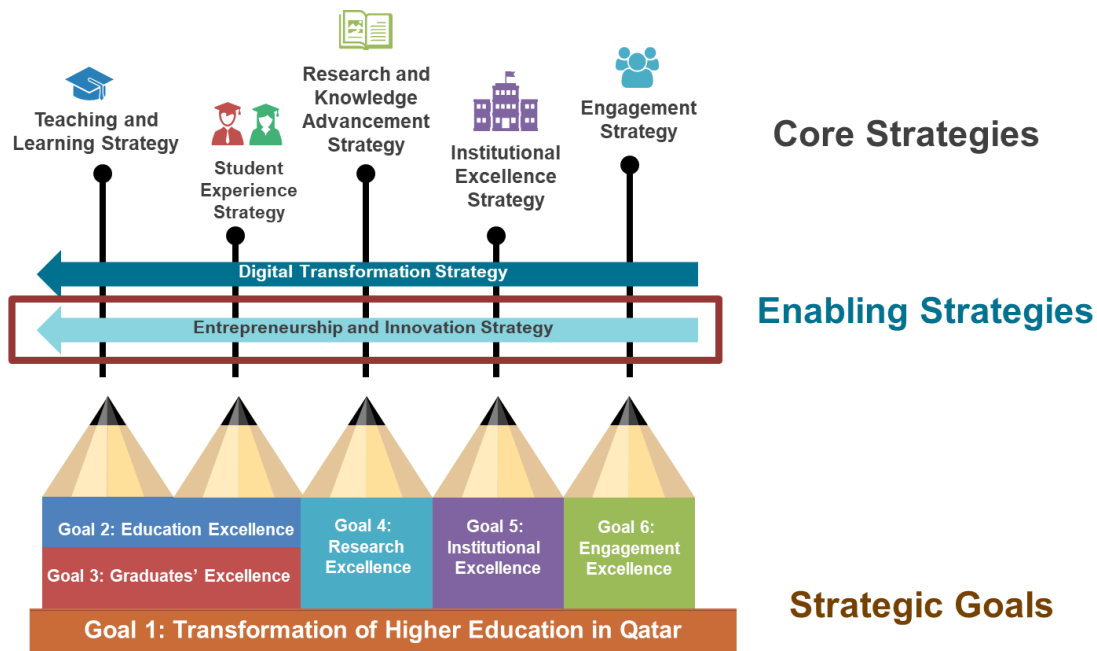 Teaching and
Learning Strategy
Student
Experience
Strategy
Research and
Knowledge
Advancement
Strategy
Institutional
Excellence
Strategy
Engagement
Strategy
Core Strategies
Digital Transformation Strategy
Entrepreneurship and Innovation Strategy
Enabling Strategies
Goal 2: Education Excellence
Goal 3: Graduates’ Excellence
Goal 4:
Research
Excellence
Goal 5:
Institutional
Excellence
Goal 6:
Engagement
Excellence
Goal 1: Transformation of Higher Education in Qatar
Strategic Goals